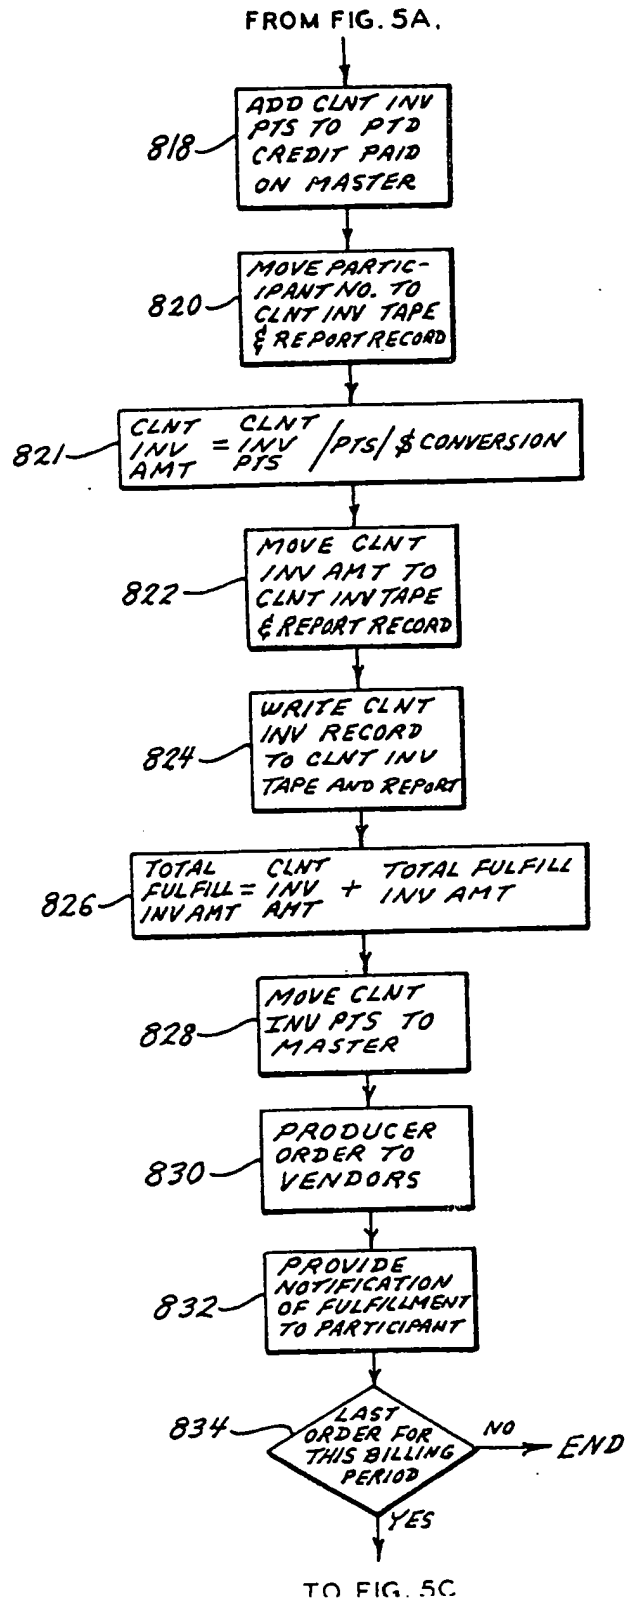 FROM FIG. 5A.
818
ADD CLNT INV
PTS TO PTD
CREDIT PAID
ON MASTER
820
MOVE PARTIC-
IPANT NO. TO
CLNT INV TAPE
& REPORT RECORD
821
CLNT INV AMT = CLNT INV PTS / PTS / $ CONVERSION
822
MOVE CLNT
INV AMT TO
CLNT INV TAPE
& REPORT RECORD
824
WRITE CLNT
INV RECORD
TO CLNT INV
TAPE AND REPORT
826
TOTAL FULFILL INV AMT = CLNT INV AMT + TOTAL FULFILL INV AMT
828
MOVE CLNT
INV PTS TO
MASTER
830
PRODUCER
ORDER TO
VENDORS
832
PROVIDE
NOTIFICATION
OF FULFILLMENT
TO PARTICIPANT
834
LAST
ORDER FOR
THIS BILLING
PERIOD
NO
END
YES
TO FIG. 5C